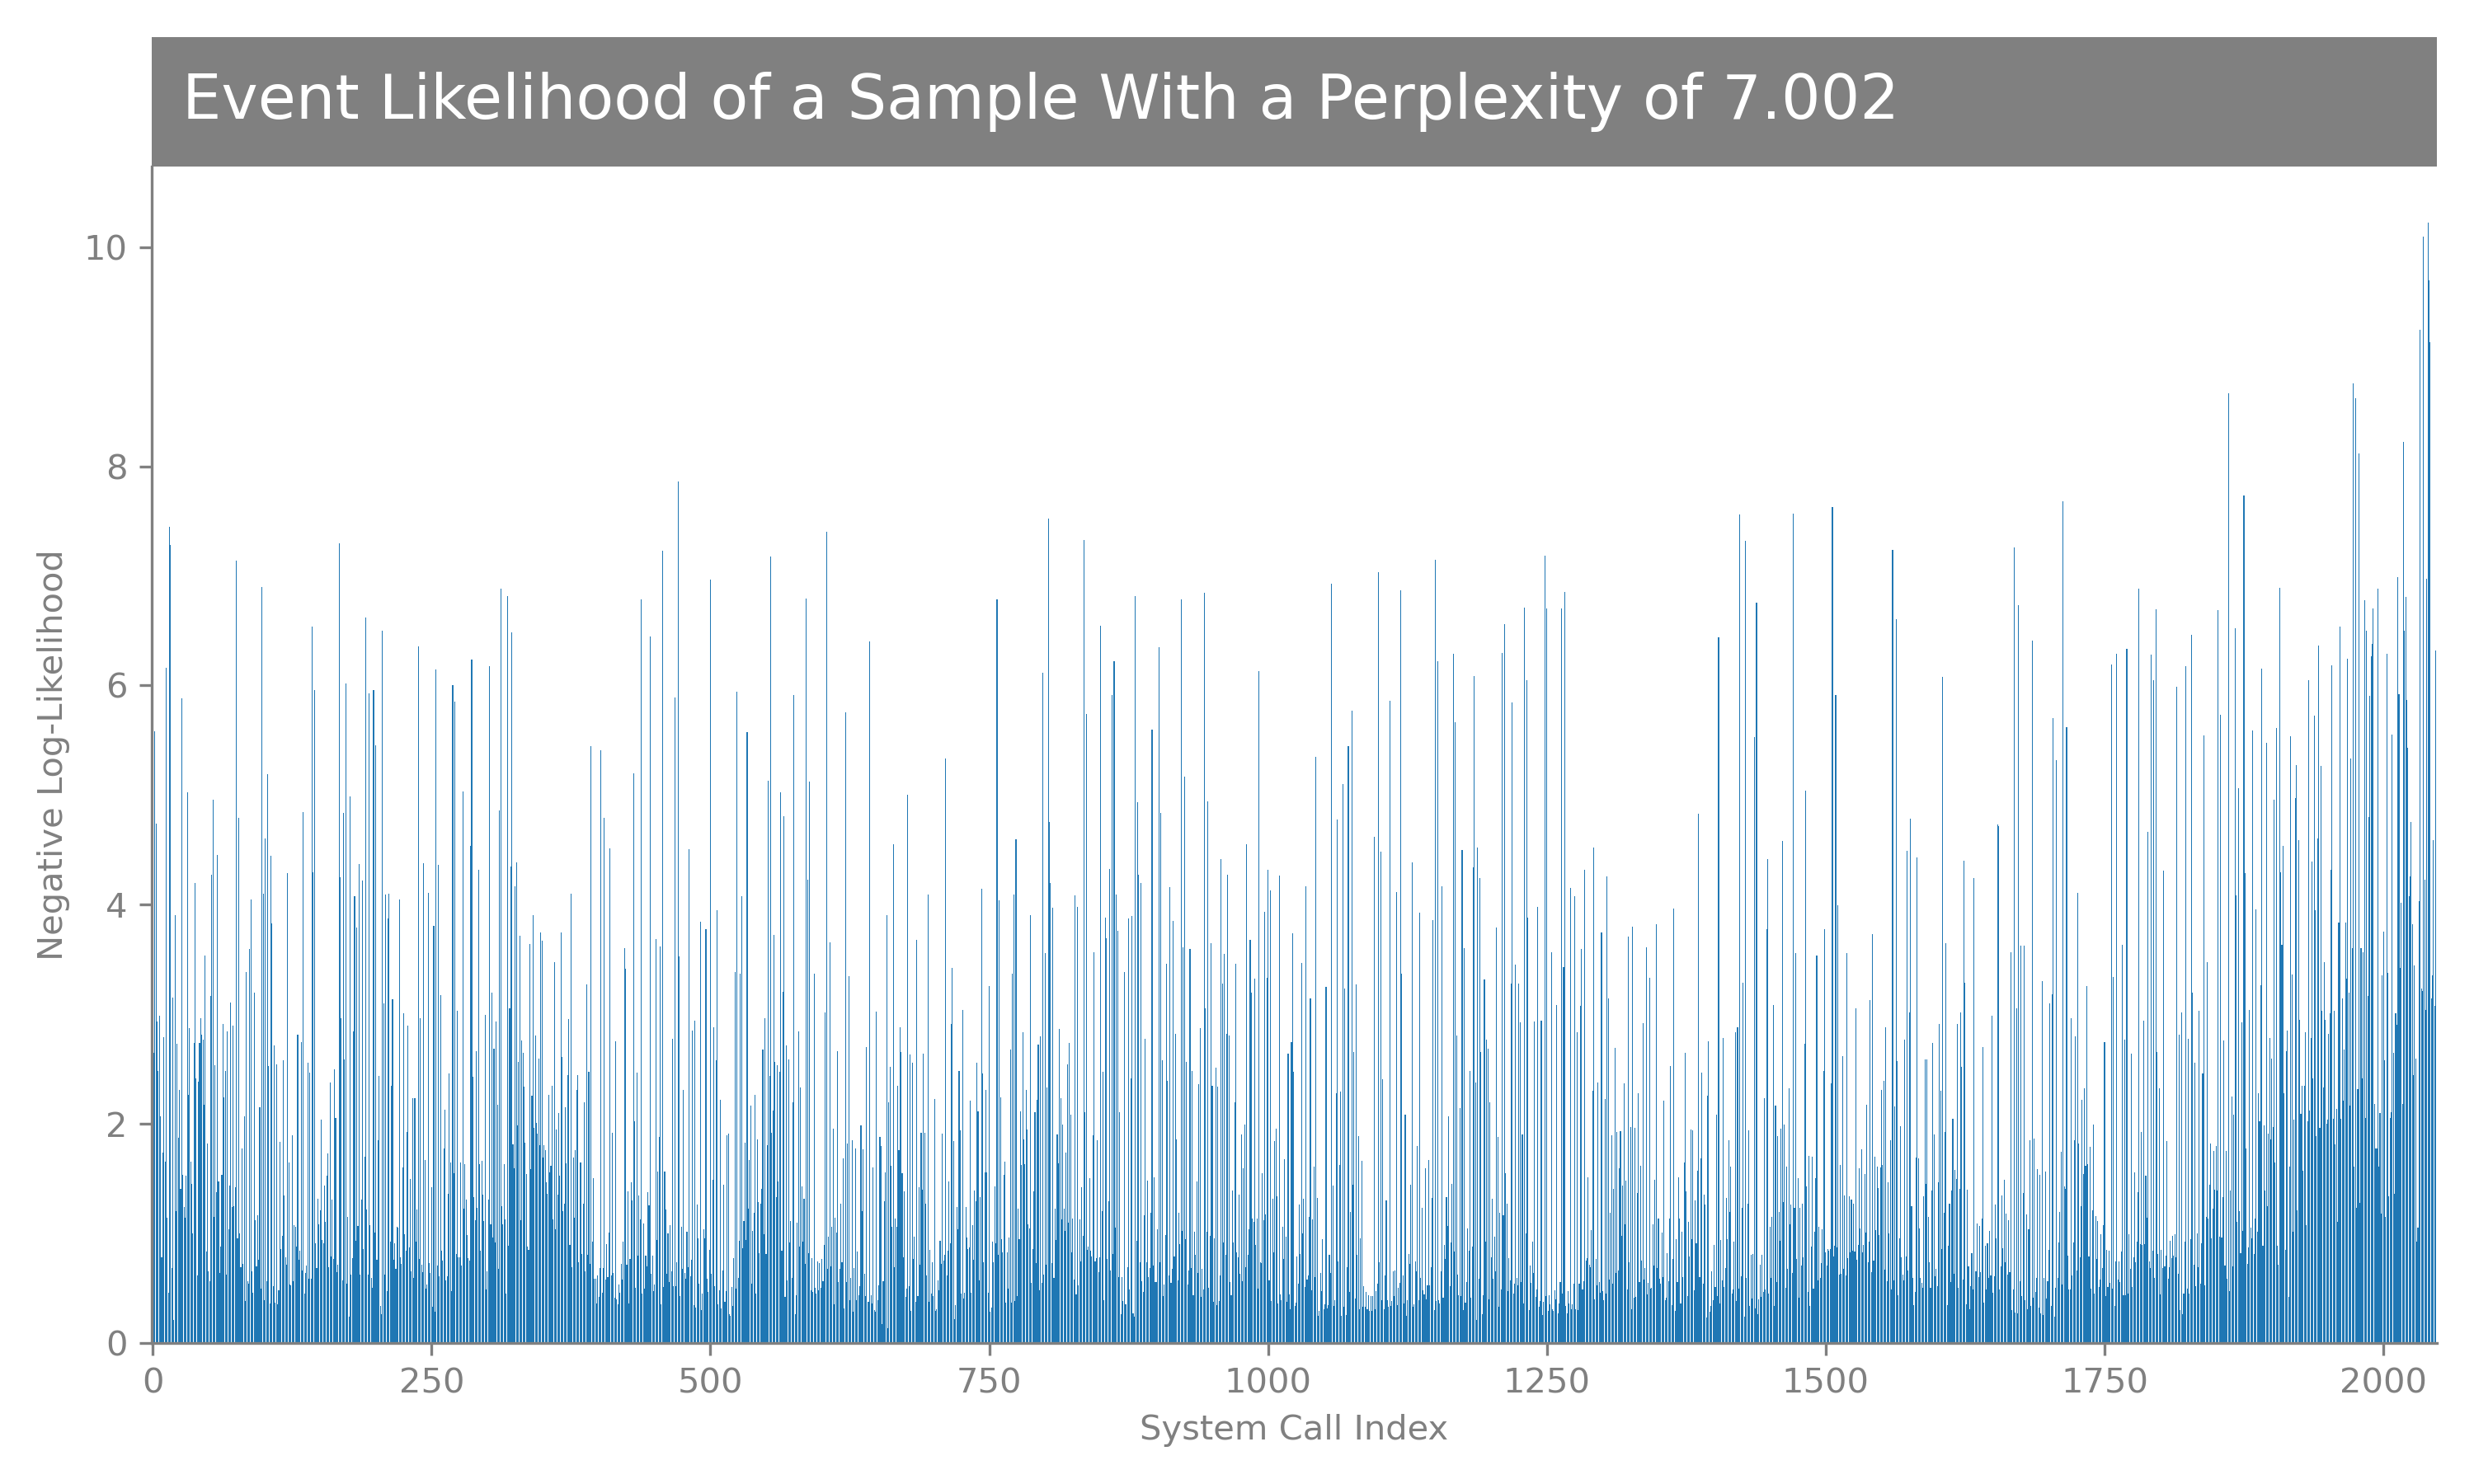 Event Likelihood of a Sample With a Perplexity of 7.002
10
8
6
4
2
0
Negative Log-Likelihood
0 250 500 750 1000 1250 1500 1750 2000
System Call Index